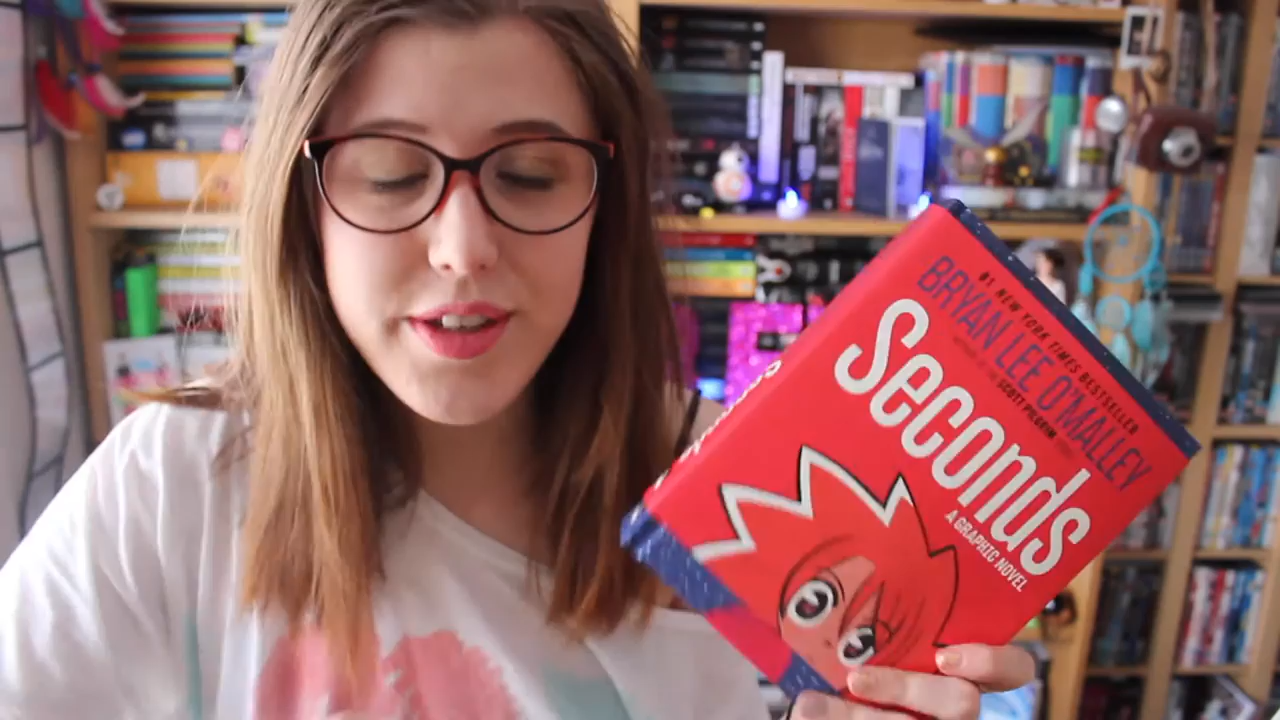 #1 NEW YORK TIMES BESTSELLER
BRYAN LEE O'MALLEY
SCOTT PILGRIM
Seconds
A GRAPHIC NOVEL